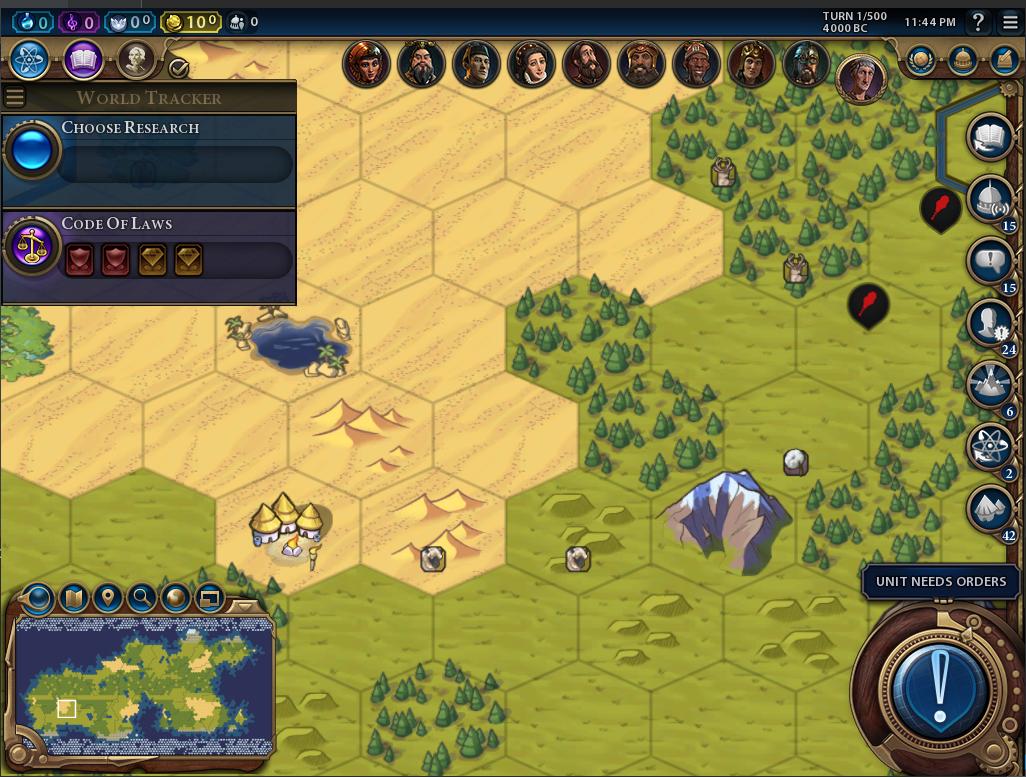 0 0 0⁰ 10⁰ 0
TURN 1/500
4000 BC
11:44 PM
?
WORLD TRACKER
CHOOSE RESEARCH
CODE OF LAWS
15
15
24
6
2
42
UNIT NEEDS ORDERS